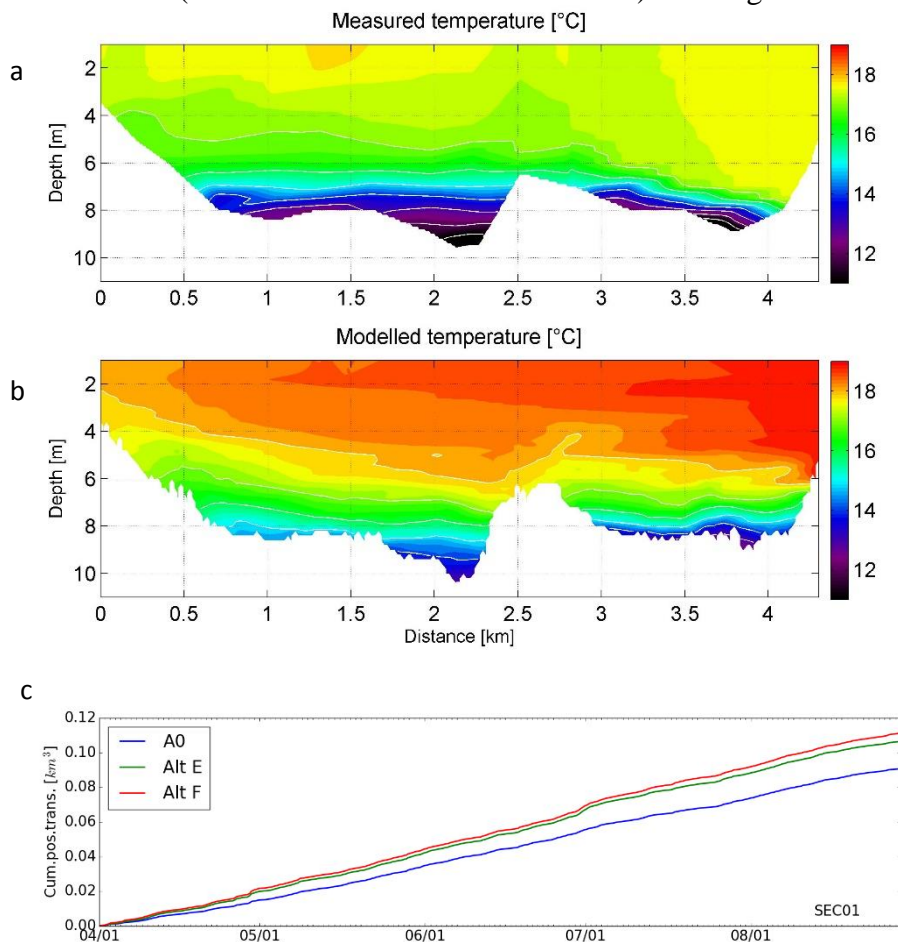 Measured temperature [°C]
a
Depth [m]
2
4
6
8
10
0 0.5 1 1.5 2 2.5 3 3.5 4
18
16
14
12
Modelled temperature [°C]
b
Depth [m]
2
4
6
8
10
0 0.5 1 1.5 2 2.5 3 3.5 4
Distance [km]
18
16
14
12
c
Cum.pos.trans. [km³]
0.12
0.10
0.08
0.06
0.04
0.02
0.00
A0
Alt E
Alt F
SEC01
04/01 05/01 06/01 07/01 08/01